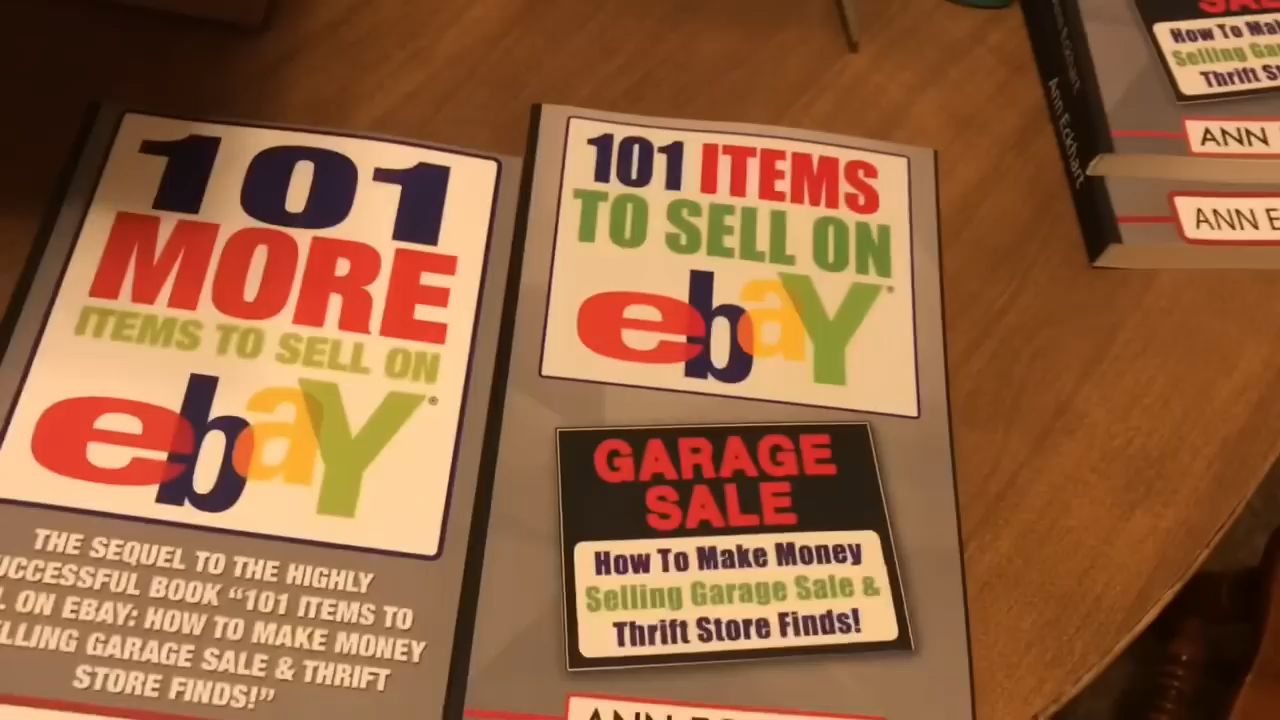 101
MORE
ITEMS TO SELL ON
ebaY®
THE SEQUEL TO THE HIGHLY
BOOK “101 ITEMS TO
ON EBAY: HOW TO MAKE MONEY
GARAGE SALE & THRIFT
STORE FINDS!”
101 ITEMS
TO SELL ON
ebaY®
GARAGE
SALE
How To Make Money
Selling Garage Sale &
Thrift Store Finds!
ANN
Ann Eckhart
How To
Selling
Thrift
ANN
ANN